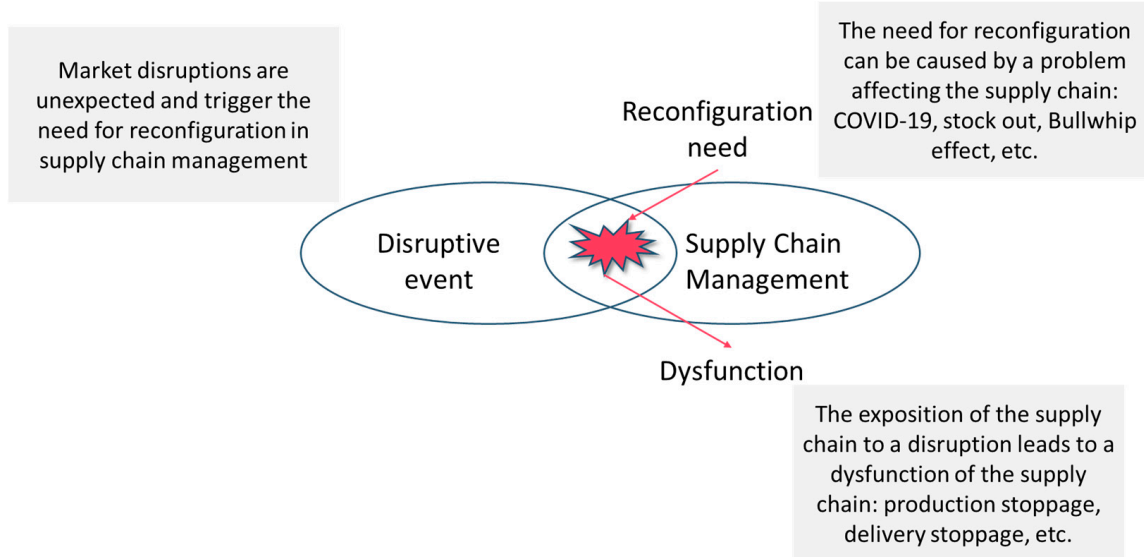 Market disruptions are
unexpected and trigger the
need for reconfiguration in
supply chain management
The need for reconfiguration
can be caused by a problem
affecting the supply chain:
COVID-19, stock out, Bullwhip
effect, etc.
Reconfiguration
need
Disruptive
event
Supply Chain
Management
Dysfunction
The exposition of the supply
chain to a disruption leads to a
dysfunction of the supply
chain: production stoppage,
delivery stoppage, etc.